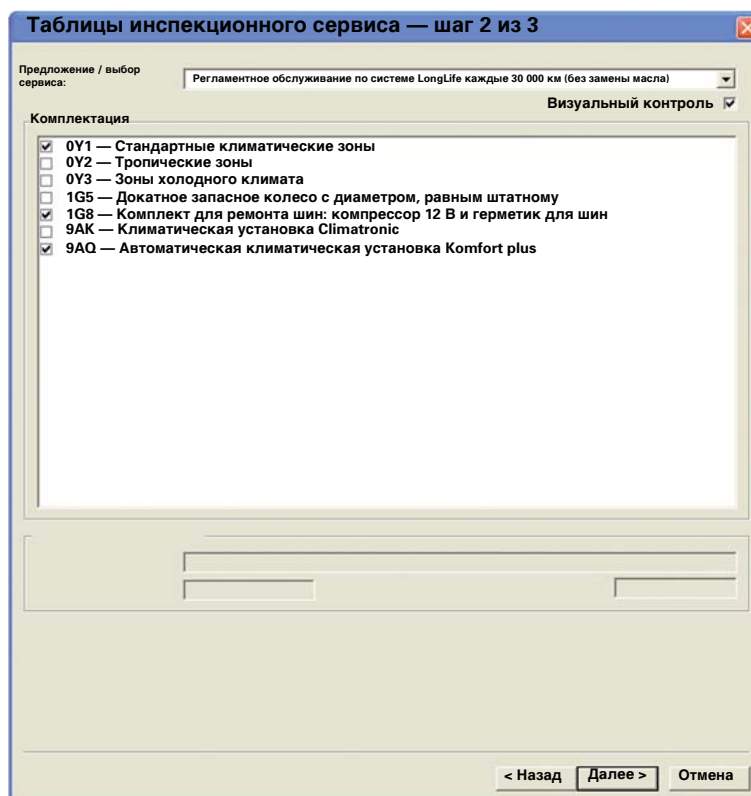 Таблицы инспекционного сервиса — шаг 2 из 3
Предложение / выбор
сервиса:
Регламентное обслуживание по системе LongLife каждые 30 000 км (без замены масла)
Визуальный контроль
Комплектация
0Y1 — Стандартные климатические зоны
0Y2 — Тропические зоны
0Y3 — Зоны холодного климата
1G5 — Докатное запасное колесо с диаметром, равным штатному
1G8 — Комплект для ремонта шин: компрессор 12 В и герметик для шин
9AK — Климатическая установка Climatronic
9AQ — Автоматическая климатическая установка Komfort plus
< Назад
Далее >
Отмена